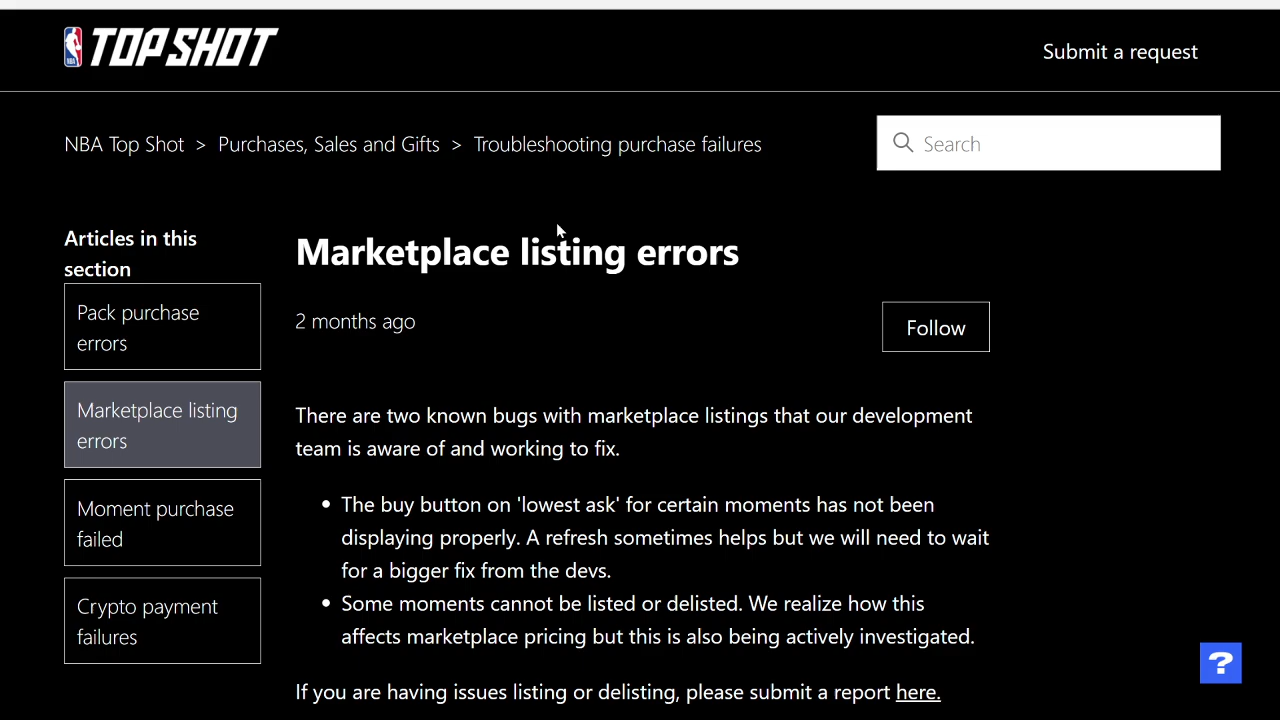 NBA TOP SHOT
Submit a request
NBA Top Shot > Purchases, Sales and Gifts > Troubleshooting purchase failures
Search
Articles in this
section
Pack purchase
errors
Marketplace listing
errors
Moment purchase
failed
Crypto payment
failures
Marketplace listing errors
2 months ago
Follow
There are two known bugs with marketplace listings that our development
team is aware of and working to fix.
• The buy button on 'lowest ask' for certain moments has not been
displaying properly. A refresh sometimes helps but we will need to wait
for a bigger fix from the devs.
• Some moments cannot be listed or delisted. We realize how this
affects marketplace pricing but this is also being actively investigated.
If you are having issues listing or delisting, please submit a report here.
?